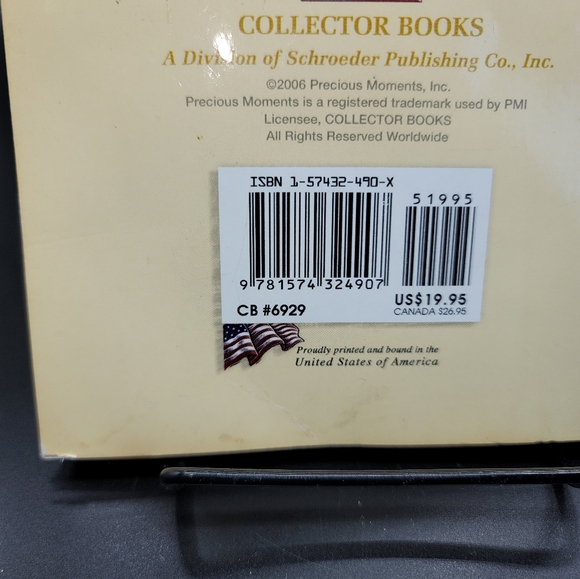 COLLECTOR BOOKS
A Division of Schroeder Publishing Co., Inc.
©2006 Precious Moments, Inc.
Precious Moments is a registered trademark used by PMI
Licensee, COLLECTOR BOOKS
All Rights Reserved Worldwide
ISBN 1-57432-490-X
51995
9 781574 324907
US$19.95
CB #6929
CANADA $26.95
Proudly printed and bound in the
United States of America